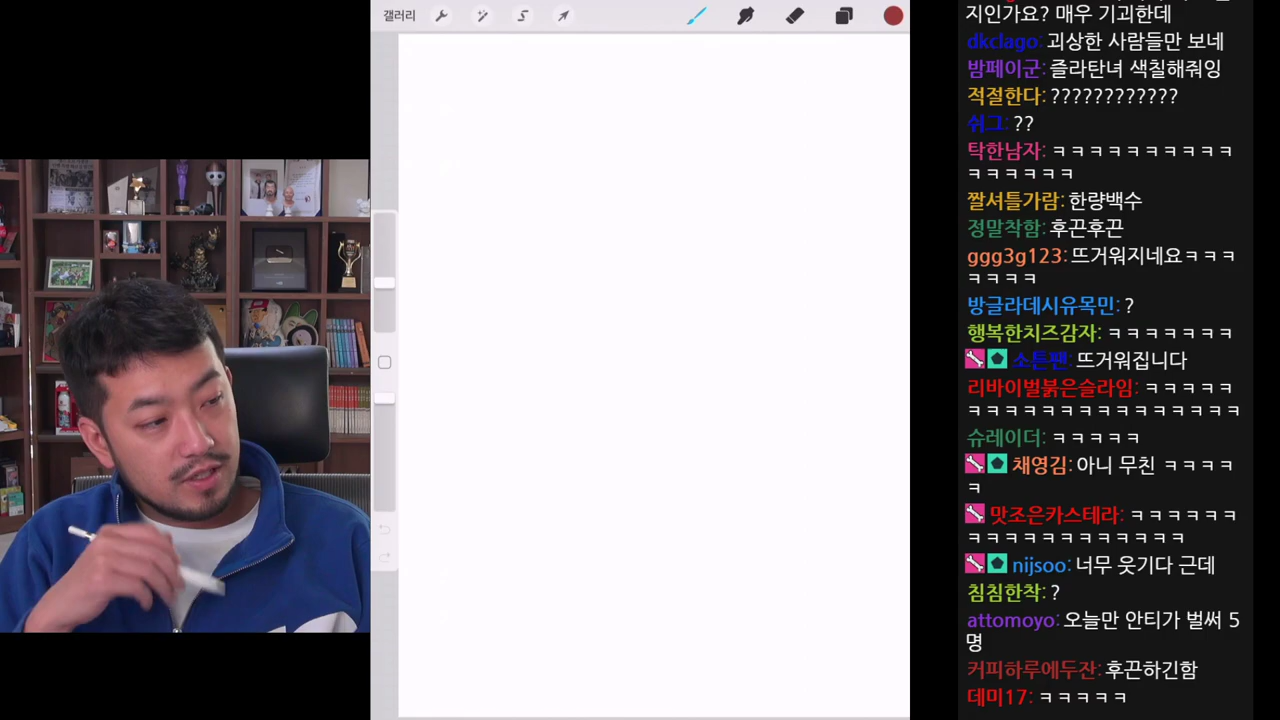 갤러리
지인가요? 매우 기괴한데
dkclago: 괴상한 사람들만 보네
밤페이군: 즐라탄녀 색칠해줘잉
적절한다: ????????????
쉬그: ??
탁한남자: ㅋㅋㅋㅋㅋㅋㅋㅋㅋㅋ
ㅋㅋㅋㅋㅋㅋ
짤셔틀가람: 한량백수
정말착함: 후끈후끈
ggg3g123: 뜨거워지네요ㅋㅋㅋ
ㅋㅋㅋㅋ
방글라데시유목민: ?
행복한치즈감자: ㅋㅋㅋㅋㅋㅋㅋ
소튼팬: 뜨거워집니다
리바이벌붉은슬라임: ㅋㅋㅋㅋㅋ
ㅋㅋㅋㅋㅋㅋㅋㅋㅋㅋㅋㅋㅋㅋㅋ
슈레이더: ㅋㅋㅋㅋㅋ
채영김: 아니 무친 ㅋㅋㅋㅋ
ㅋ
맛조은카스테라: ㅋㅋㅋㅋㅋㅋ
ㅋㅋㅋㅋㅋㅋㅋㅋㅋㅋㅋㅋ
nijsoo: 너무 웃기다 근데
침침한착: ?
attomoyo: 오늘만 안티가 벌써 5
명
커피하루에두잔: 후끈하긴함
데미17: ㅋㅋㅋㅋㅋ